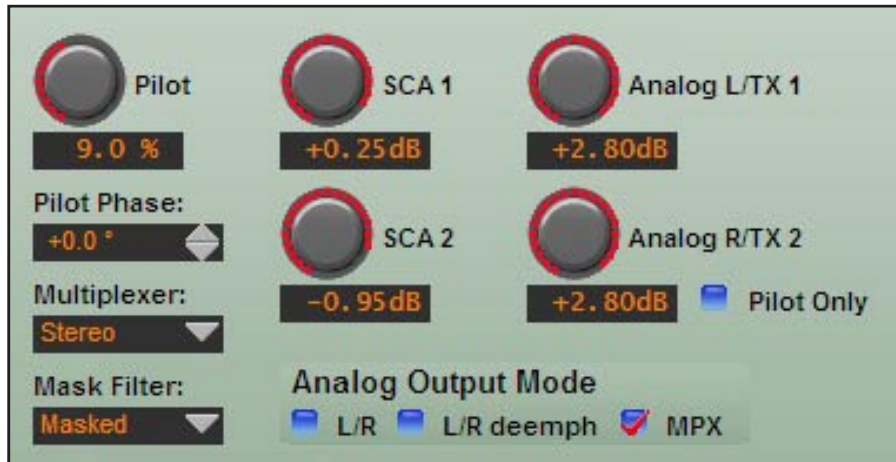 Pilot
9.0 %
SCA 1
+0.25dB
Analog L/TX 1
+2.80dB
Pilot Phase:
+0.0 °
SCA 2
-0.95dB
Analog R/TX 2
+2.80dB
Pilot Only
Multiplexer:
Stereo
Mask Filter:
Masked
Analog Output Mode
L/R L/R deemph MPX